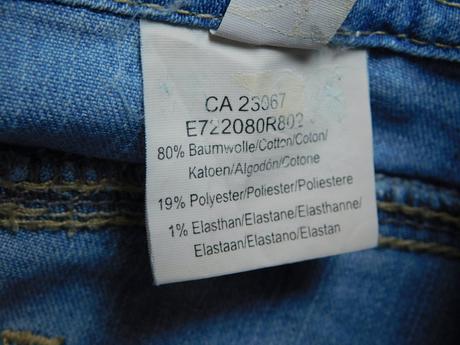 CA 23067
E722080R802
80% Baumwolle/Cotton/Coton/
Katoen/Algodón/Cotone
19% Polyester/Poliester/Poliestere
1% Elasthan/Elastane/Elasthanne/
Elastaan/Elastano/Elastan